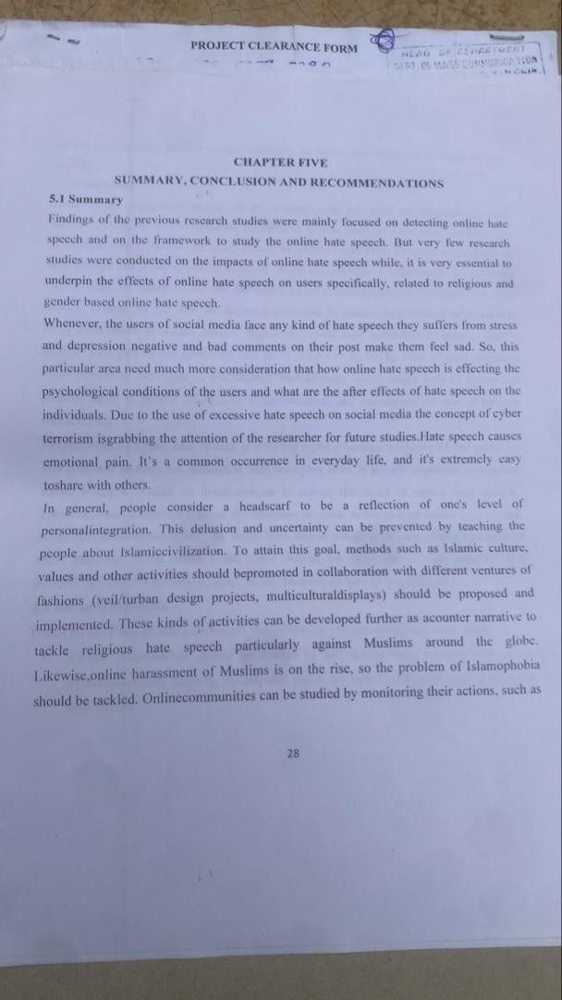 PROJECT CLEARANCE FORM
HEAD OF DEPARTMENT
DEPT. OF MASS COMMUNICATION
CHAPTER FIVE
SUMMARY, CONCLUSION AND RECOMMENDATIONS
5.1 Summary
Findings of the previous research studies were mainly focused on detecting online hate
speech and on the framework to study the online hate speech. But very few research
studies were conducted on the impacts of online hate speech while, it is very essential to
underpin the effects of online hate speech on users specifically, related to religious and
gender based online hate speech.
Whenever, the users of social media face any kind of hate speech they suffers from stress
and depression negative and bad comments on their post make them feel sad. So, this
particular area need much more consideration that how online hate speech is effecting the
psychological conditions of the users and what are the after effects of hate speech on the
individuals. Due to the use of excessive hate speech on social media the concept of cyber
terrorism isgrabbing the attention of the researcher for future studies.Hate speech causes
emotional pain. It's a common occurrence in everyday life, and it's extremely easy
toshare with others.
In general, people consider a headscarf to be a reflection of one's level of
personalintegration. This delusion and uncertainty can be prevented by teaching the
people about Islamiccivilization. To attain this goal, methods such as Islamic culture,
values and other activities should bepromoted in collaboration with different ventures of
fashions (veil/turban design projects, multiculturaldisplays) should be proposed and
implemented. These kinds of activities can be developed further as acounter narrative to
tackle religious hate speech particularly against Muslims around the globe.
Likewise,online harassment of Muslims is on the rise, so the problem of Islamophobia
should be tackled. Onlinecommunities can be studied by monitoring their actions, such as
28